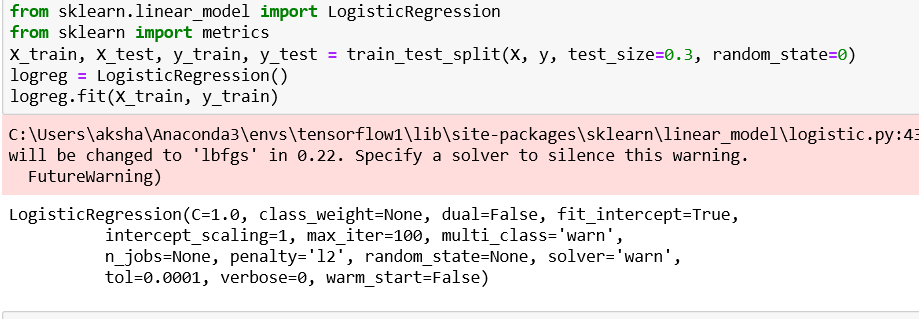 from sklearn.linear_model import LogisticRegression
from sklearn import metrics
X_train, X_test, y_train, y_test = train_test_split(X, y, test_size=0.3, random_state=0)
logreg = LogisticRegression()
logreg.fit(X_train, y_train)
C:\Users\aksha\Anaconda3\envs\tensorflow1\lib\site-packages\sklearn\linear_model\logistic.py:43
will be changed to 'lbfgs' in 0.22. Specify a solver to silence this warning.
  FutureWarning)
LogisticRegression(C=1.0, class_weight=None, dual=False, fit_intercept=True,
          intercept_scaling=1, max_iter=100, multi_class='warn',
          n_jobs=None, penalty='l2', random_state=None, solver='warn',
          tol=0.0001, verbose=0, warm_start=False)